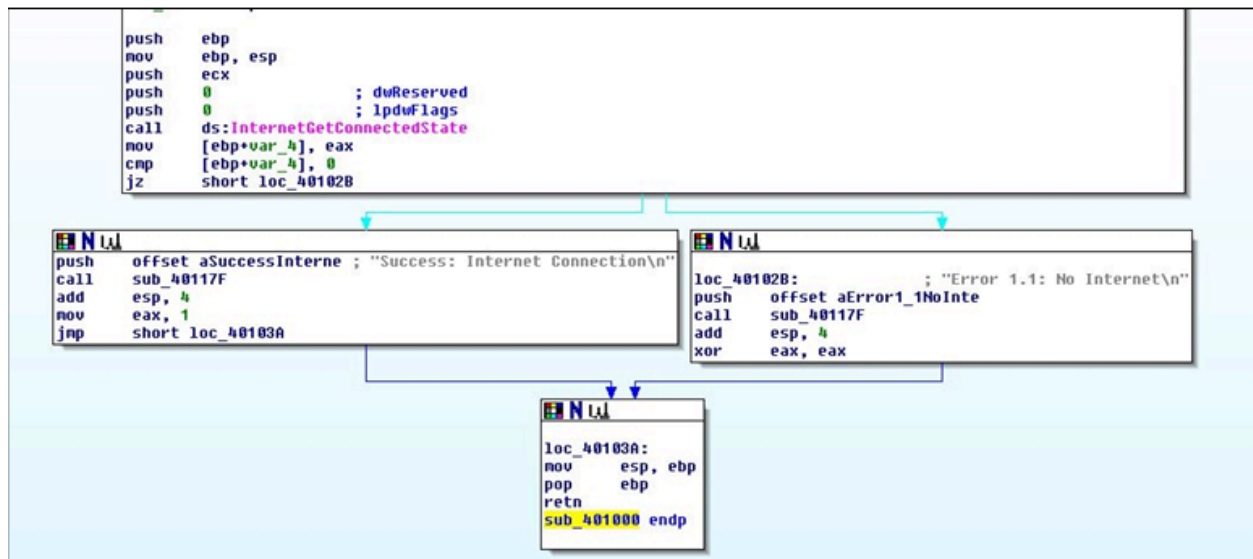 push ebp
mov ebp, esp
push ecx
push 0 ; dwReserved
push 0 ; lpdwFlags
call ds:InternetGetConnectedState
mov [ebp+var_4], eax
cmp [ebp+var_4], 0
jz short loc_40102B
push offset aSuccessInterne ; "Success: Internet Connection\n"
call sub_40117F
add esp, 4
mov eax, 1
jmp short loc_40103A
loc_40102B: ; "Error 1.1: No Internet\n"
push offset aError1_1NoInte
call sub_40117F
add esp, 4
xor eax, eax
loc_40103A:
mov esp, ebp
pop ebp
retn
sub_401000 endp